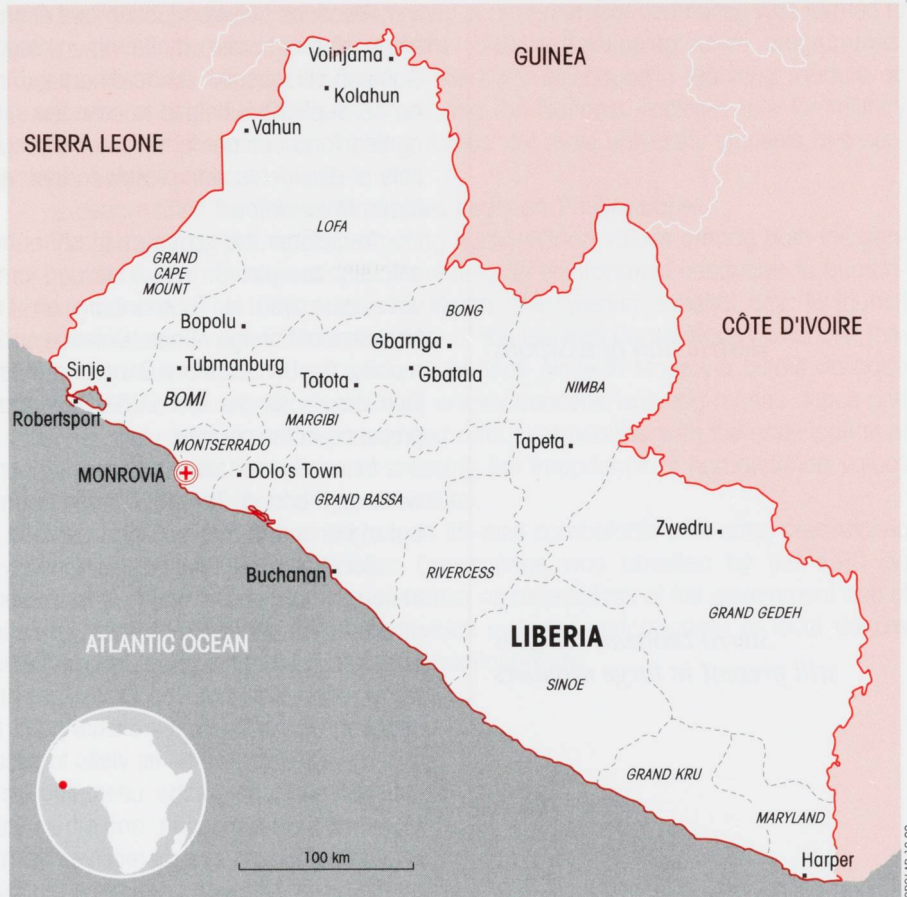 Voinjama
GUINEA
Kolahun
Vahun
SIERRA LEONE
LOFA
GRAND
CAPE
MOUNT
BONG
Bopolu
CÔTE D'IVOIRE
Gbarnga
Tubmanburg
Gbatala
Sinje
Totota
NIMBA
BOMI
Robertsport
MARGIBI
MONTSERRADO
Tapeta
MONROVIA
Dolo's Town
GRAND BASSA
Zwedru
Buchanan
RIVERCESS
GRAND GEDEH
LIBERIA
ATLANTIC OCEAN
SINOE
GRAND KRU
MARYLAND
100 km
Harper